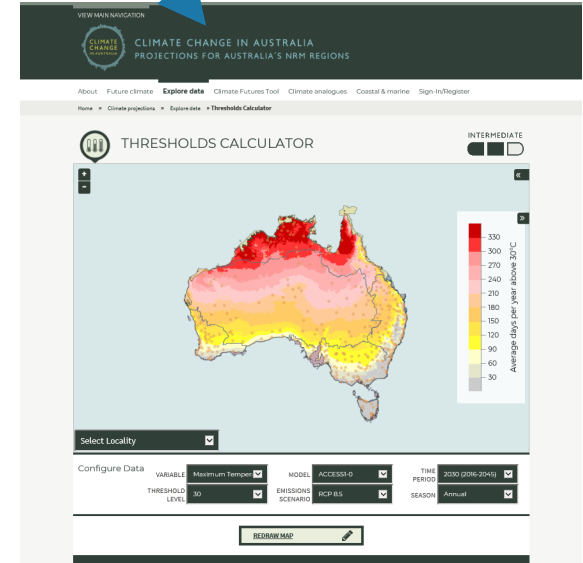 VIEW MAIN NAVIGATION
CLIMATE CHANGE IN AUSTRALIA
CLIMATE CHANGE IN AUSTRALIA
PROJECTIONS FOR AUSTRALIA'S NRM REGIONS
About Future climate Explore data Climate Futures Tool Climate analogues Coastal & marine Sign-In/Register
Home » Climate projections » Explore data » Thresholds Calculator
THRESHOLDS CALCULATOR
INTERMEDIATE
+
-
«
»
330
300
270
240
210
180
150
120
90
60
30
Average days per year above 30°C
Select Locality
Configure Data
VARIABLE Maximum Temper
MODEL ACCESS1-0
TIME PERIOD 2030 (2016-2045)
THRESHOLD LEVEL 30
EMISSIONS SCENARIO RCP 8.5
SEASON Annual
REDRAW MAP